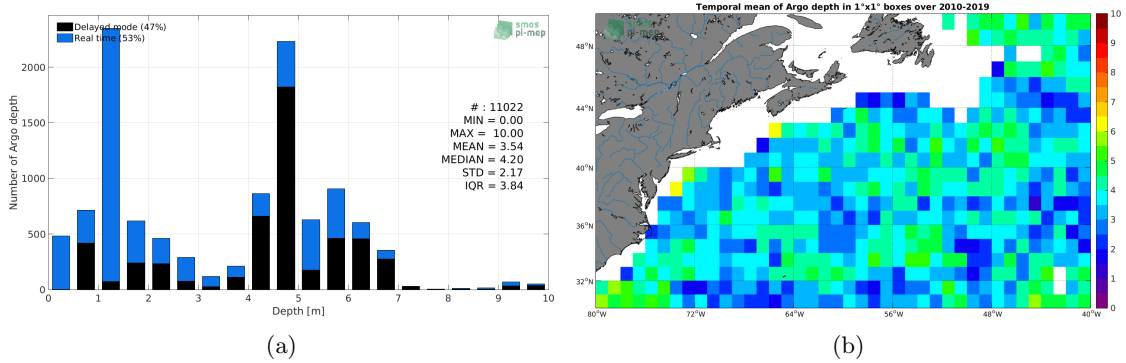 Delayed mode (47%)
Real time (53%)
smos
pi-mep
# : 11022
MIN = 0.00
MAX = 10.00
MEAN = 3.54
MEDIAN = 4.20
STD = 2.17
IQR = 3.84
Number of Argo depth
2000
1500
1000
500
0
0 1 2 3 4 5 6 7 8 9 10
Depth [m]
(a)
Temporal mean of Argo depth in 1°x1° boxes over 2010-2019
smos
pi-mep
48°N
44°N
40°N
36°N
32°N
80°W 72°W 64°W 56°W 48°W 40°W
10
9
8
7
6
5
4
3
2
1
0
(b)